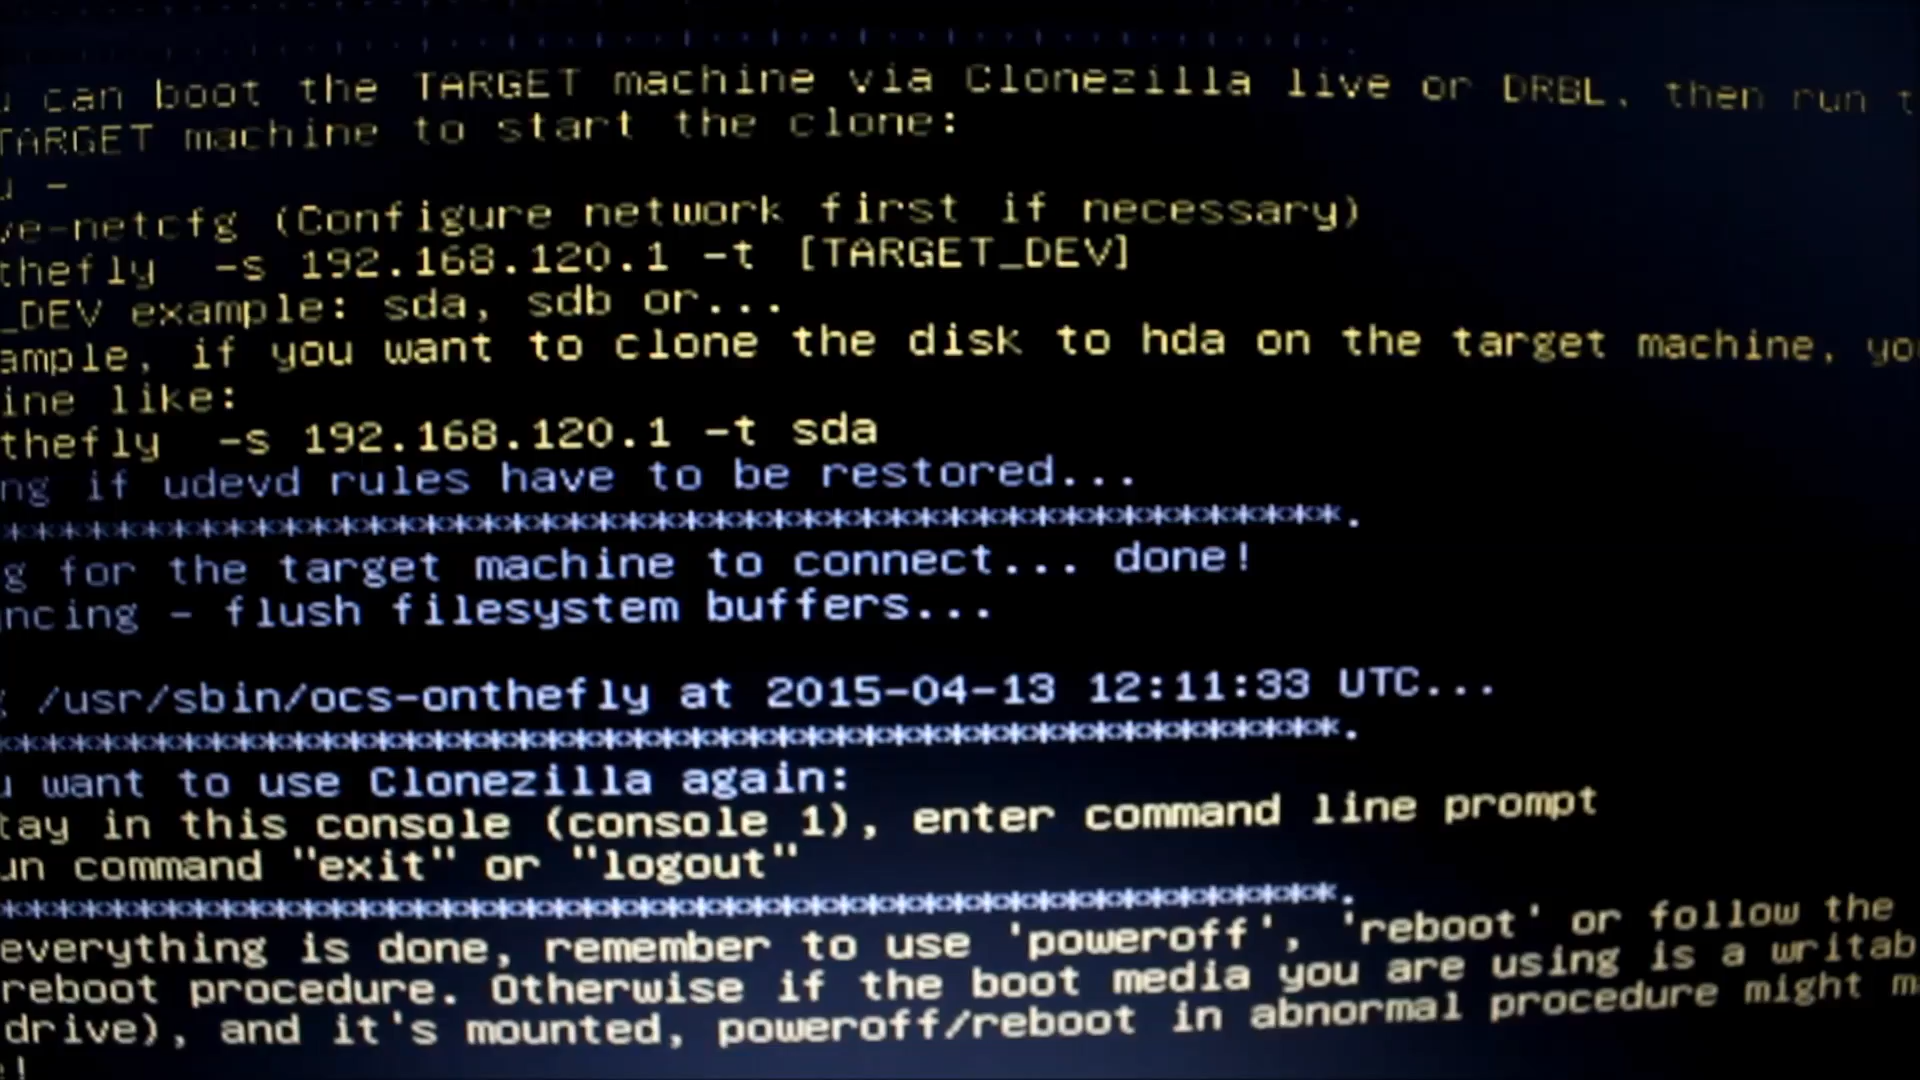 can boot the TARGET machine via Clonezilla live or DRBL, then run t
TARGET machine to start the clone:
u -
ve-netcfg (Configure network first if necessary)
thefly -s 192.168.120.1 -t [TARGET_DEV]
_DEV example: sda, sdb or...
ample, if you want to clone the disk to hda on the target machine, yo
ine like:
thefly -s 192.168.120.1 -t sda
ng if udevd rules have to be restored...
*************************************************.
g for the target machine to connect... done!
ncing - flush filesystem buffers...
/usr/sbin/ocs-onthefly at 2015-04-13 12:11:33 UTC...
*************************************************.
u want to use Clonezilla again:
tay in this console (console 1), enter command line prompt
un command "exit" or "logout"
*************************************************.
everything is done, remember to use 'poweroff', 'reboot' or follow the
reboot procedure. Otherwise if the boot media you are using is a writab
drive), and it's mounted, poweroff/reboot in abnormal procedure might m
!